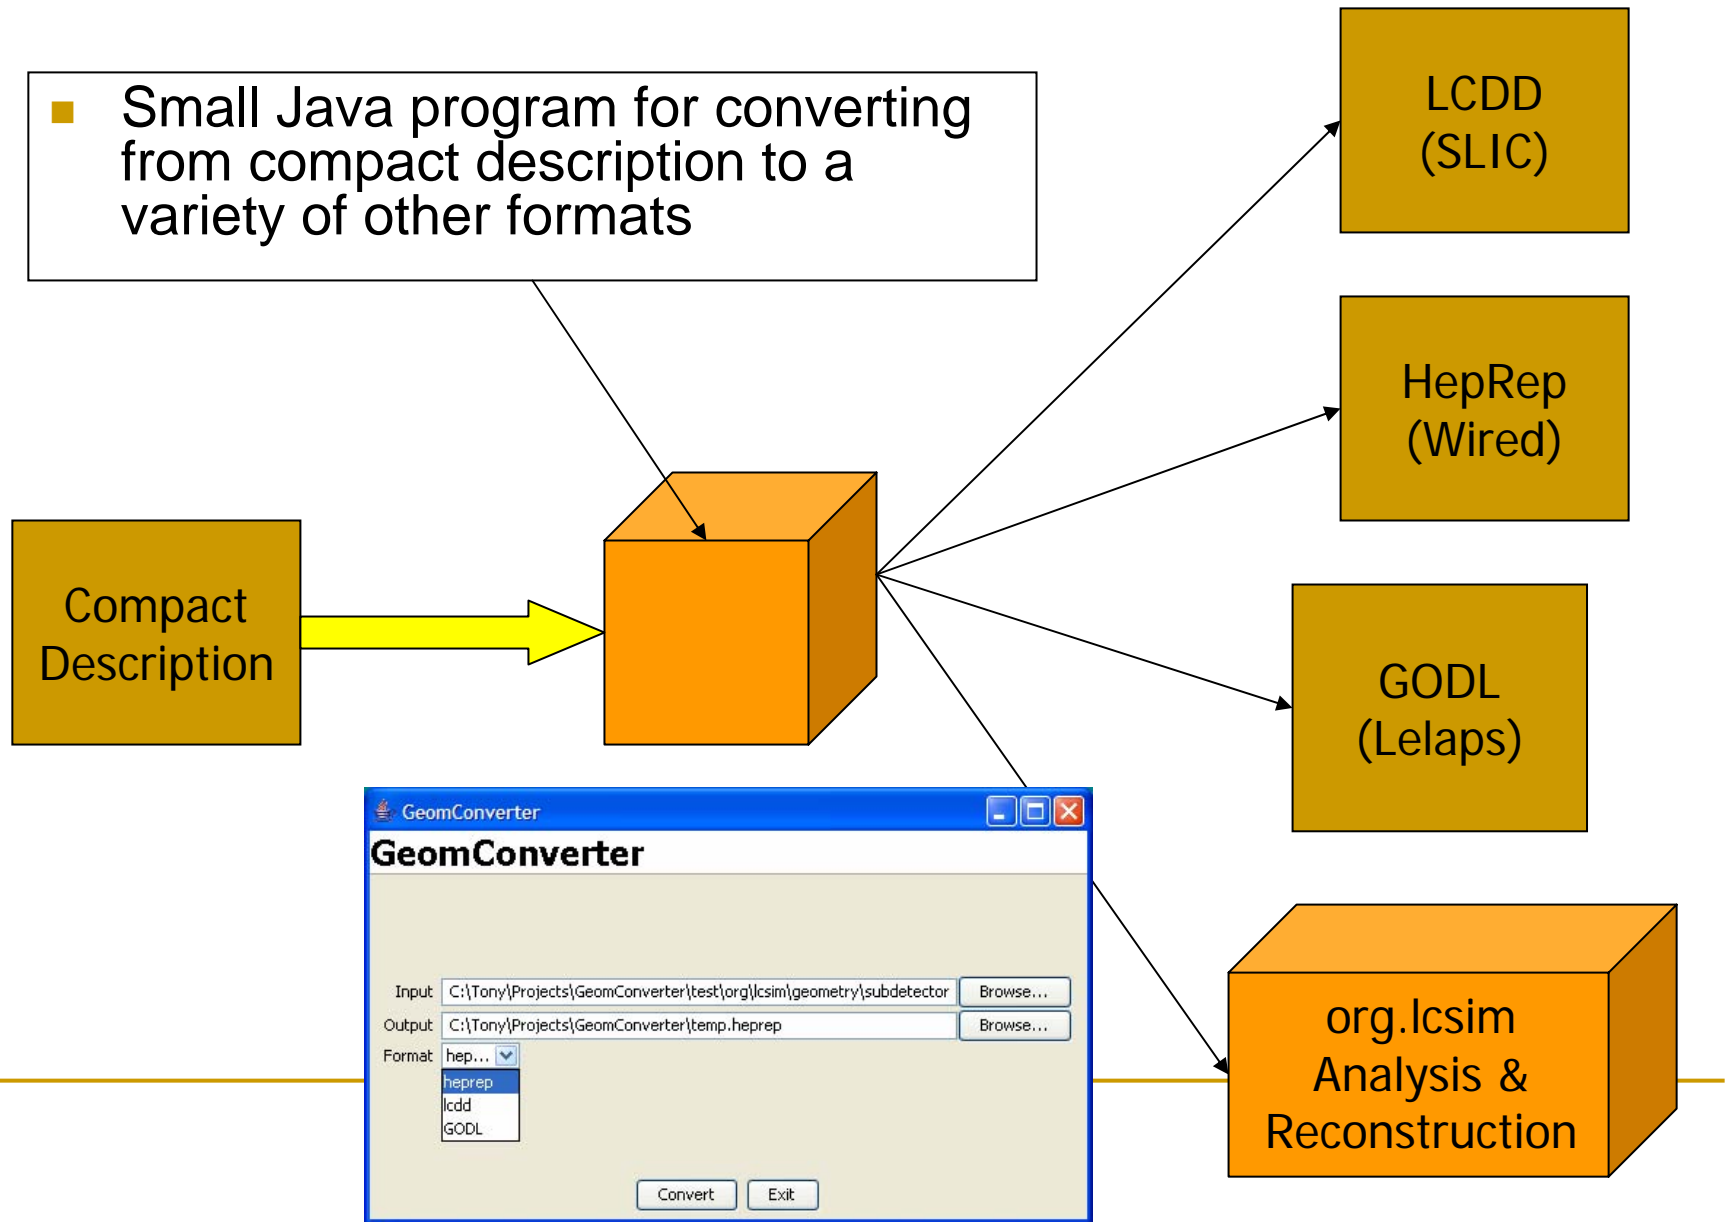 Small Java program for converting
from compact description to a
variety of other formats
LCDD
(SLIC)
HepRep
(Wired)
Compact
Description
GODL
(Lelaps)
GeomConverter
GeomConverter
Input C:\Tony\Projects\GeomConverter\test\org\lcsim\geometry\subdetector Browse...
Output C:\Tony\Projects\GeomConverter\temp.heprep Browse...
Format hep...
heprep
lcdd
GODL
Convert Exit
org.lcsim
Analysis &
Reconstruction